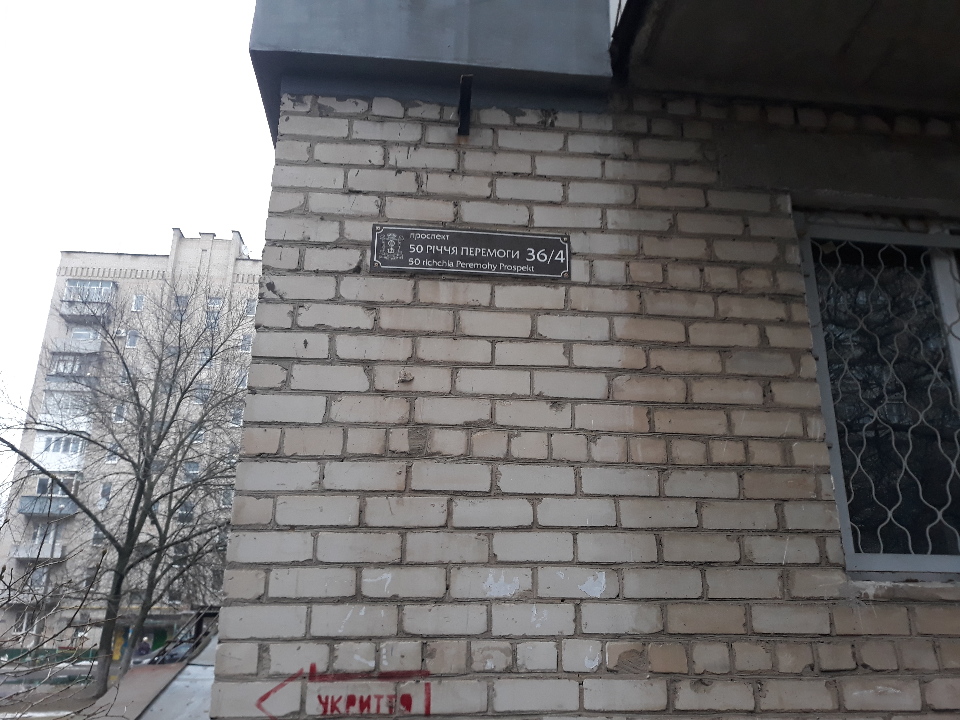 проспект
50 РІЧЧЯ ПЕРЕМОГИ 36/4
50 richchia Peremohy Prospekt
УКРИТТЯ